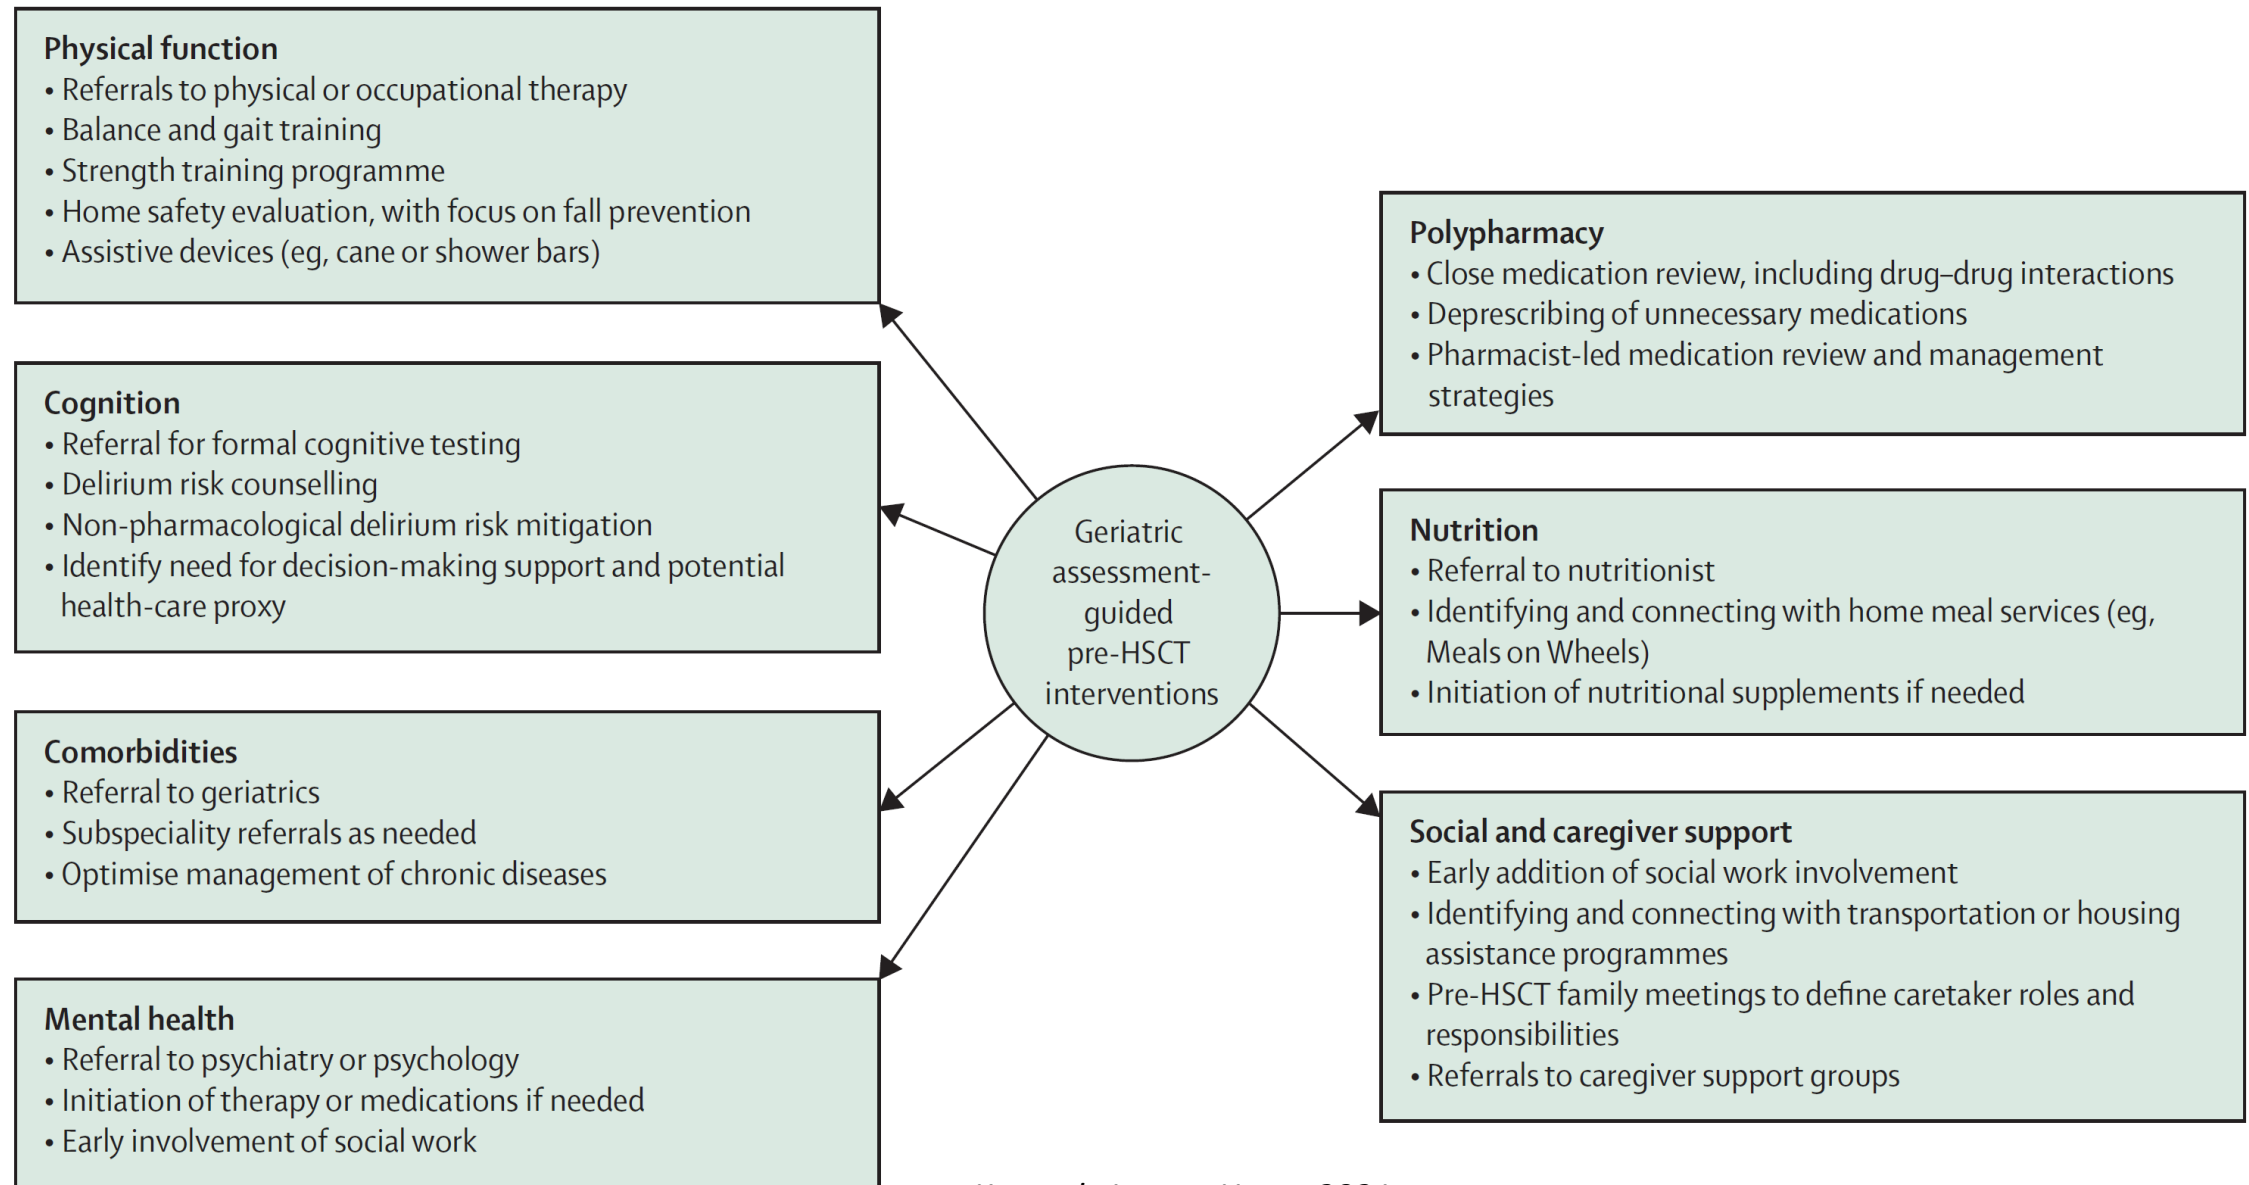 Physical function
• Referrals to physical or occupational therapy
• Balance and gait training
• Strength training programme
• Home safety evaluation, with focus on fall prevention
• Assistive devices (eg, cane or shower bars)
Cognition
• Referral for formal cognitive testing
• Delirium risk counselling
• Non-pharmacological delirium risk mitigation
• Identify need for decision-making support and potential
health-care proxy
Comorbidities
• Referral to geriatrics
• Subspeciality referrals as needed
• Optimise management of chronic diseases
Mental health
• Referral to psychiatry or psychology
• Initiation of therapy or medications if needed
• Early involvement of social work
Geriatric
assessment-
guided
pre-HSCT
interventions
Polypharmacy
• Close medication review, including drug–drug interactions
• Deprescribing of unnecessary medications
• Pharmacist-led medication review and management
strategies
Nutrition
• Referral to nutritionist
• Identifying and connecting with home meal services (eg,
Meals on Wheels)
• Initiation of nutritional supplements if needed
Social and caregiver support
• Early addition of social work involvement
• Identifying and connecting with transportation or housing
assistance programmes
• Pre-HSCT family meetings to define caretaker roles and
responsibilities
• Referrals to caregiver support groups